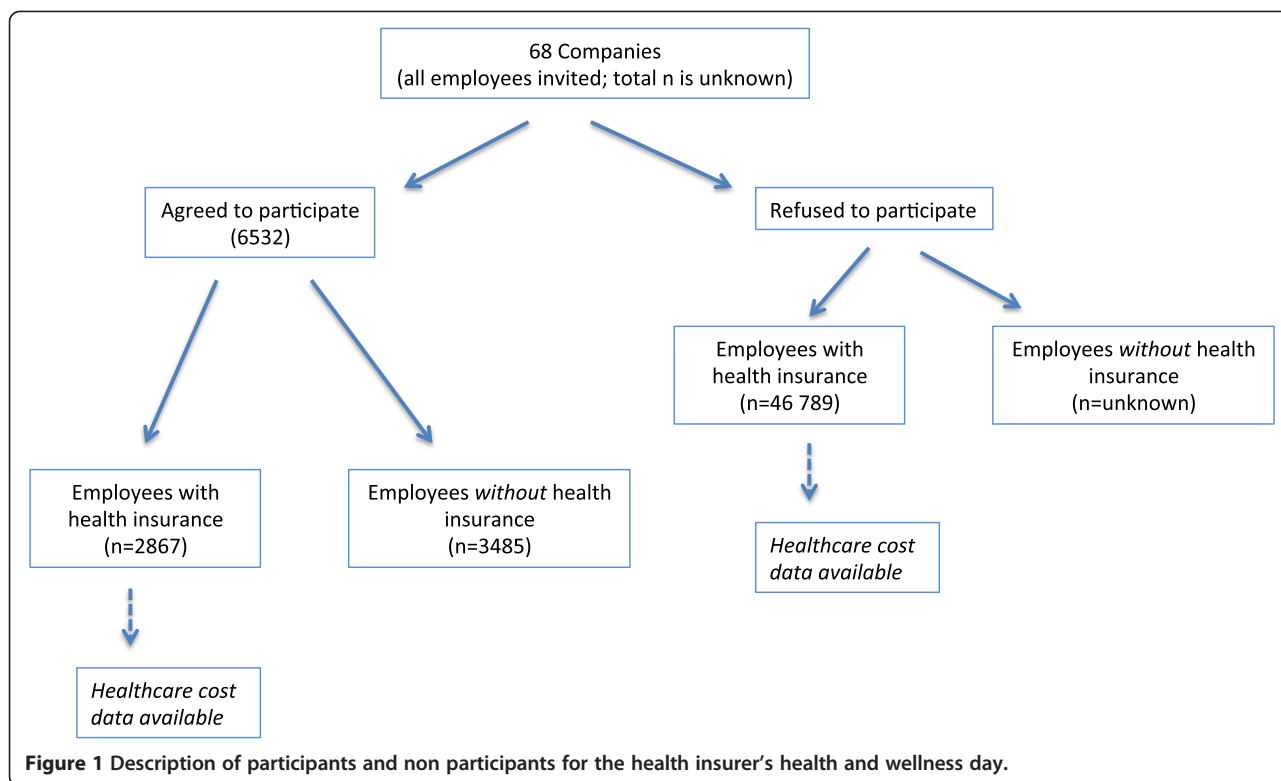 68 Companies
(all employees invited; total n is unknown)
Agreed to participate
(6532)
Refused to participate
Employees with
health insurance
(n=46 789)
Employees without health
insurance
(n=unknown)
Employees with
health insurance
(n=2867)
Employees without health
insurance
(n=3485)
Healthcare cost
data available
Healthcare cost
data available
Figure 1 Description of participants and non participants for the health insurer's health and wellness day.